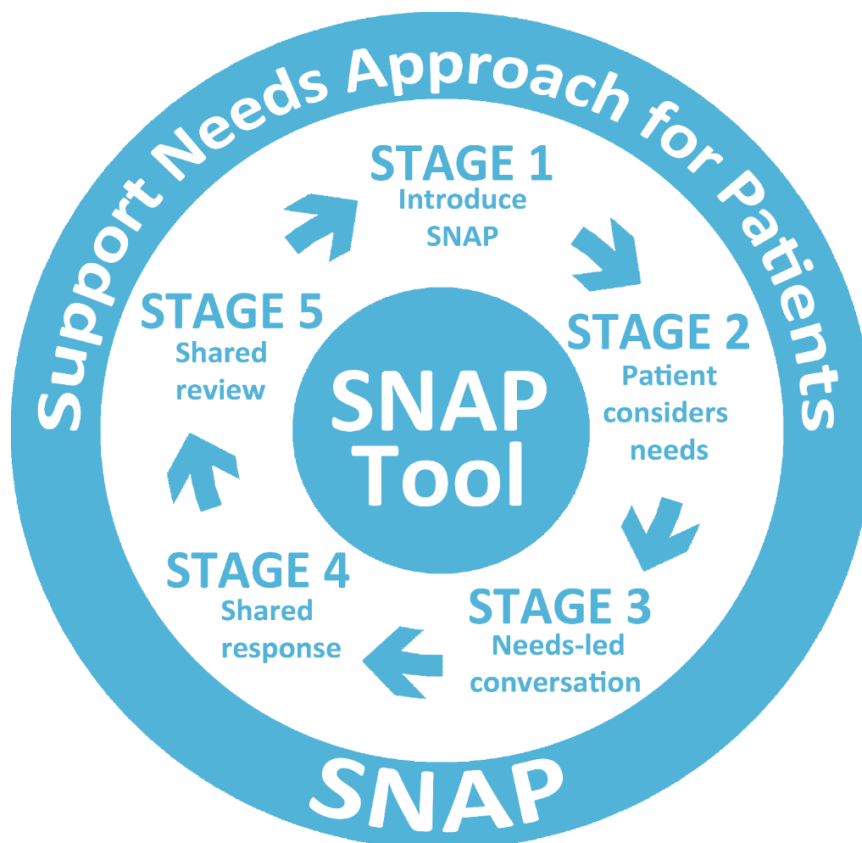 Support Needs Approach for Patients
STAGE 1
Introduce
SNAP
STAGE 2
Patient
considers
needs
STAGE 3
Needs-led
conversation
STAGE 4
Shared
response
STAGE 5
Shared
review
SNAP
Tool
SNAP